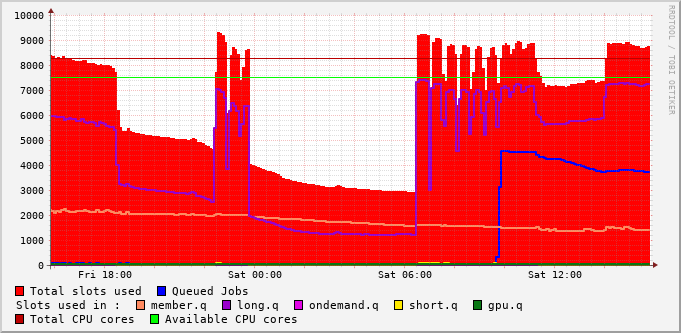 10000
9000
8000
7000
6000
5000
4000
3000
2000
1000
0
Fri 18:00 Sat 00:00 Sat 06:00 Sat 12:00
Total slots used Queued Jobs
Slots used in : member.q long.q ondemand.q short.q gpu.q
Total CPU cores Available CPU cores
RRDTOOL / TOBI OETIKER